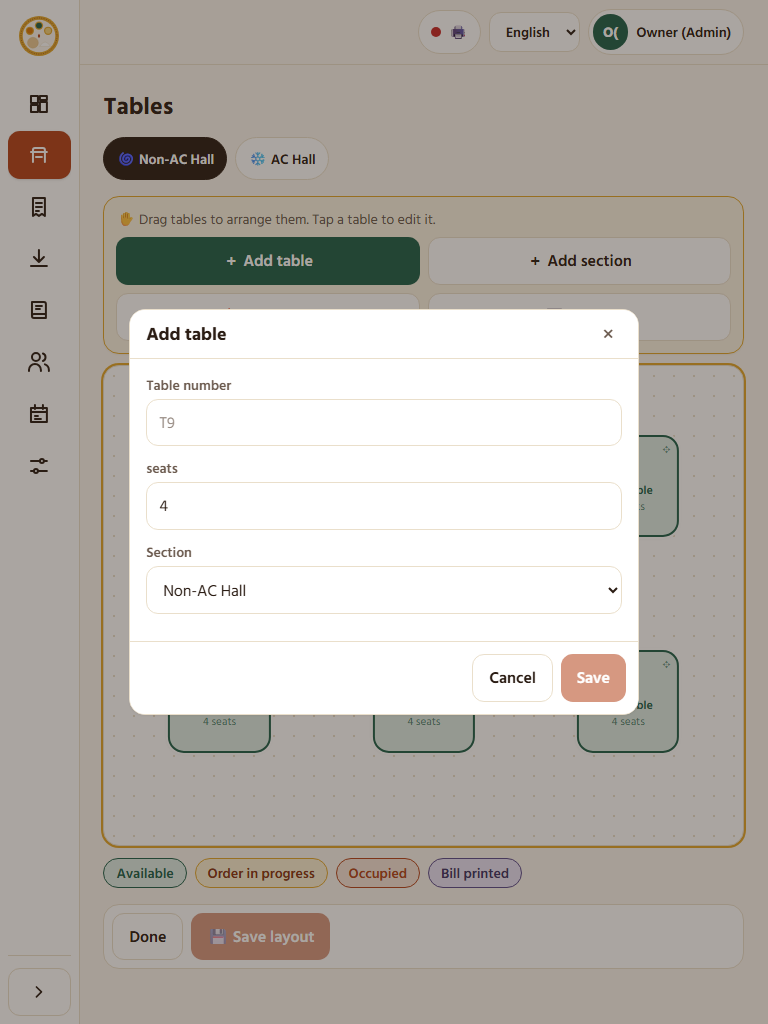 English
O(
Owner (Admin)
Tables
Non-AC Hall
AC Hall
Drag tables to arrange them. Tap a table to edit it.
+ Add table
+ Add section
Add table
×
Table number
T9
seats
4
Section
Non-AC Hall
Cancel
Save
4 seats
4 seats
4 seats
Available
Order in progress
Occupied
Bill printed
Done
Save layout